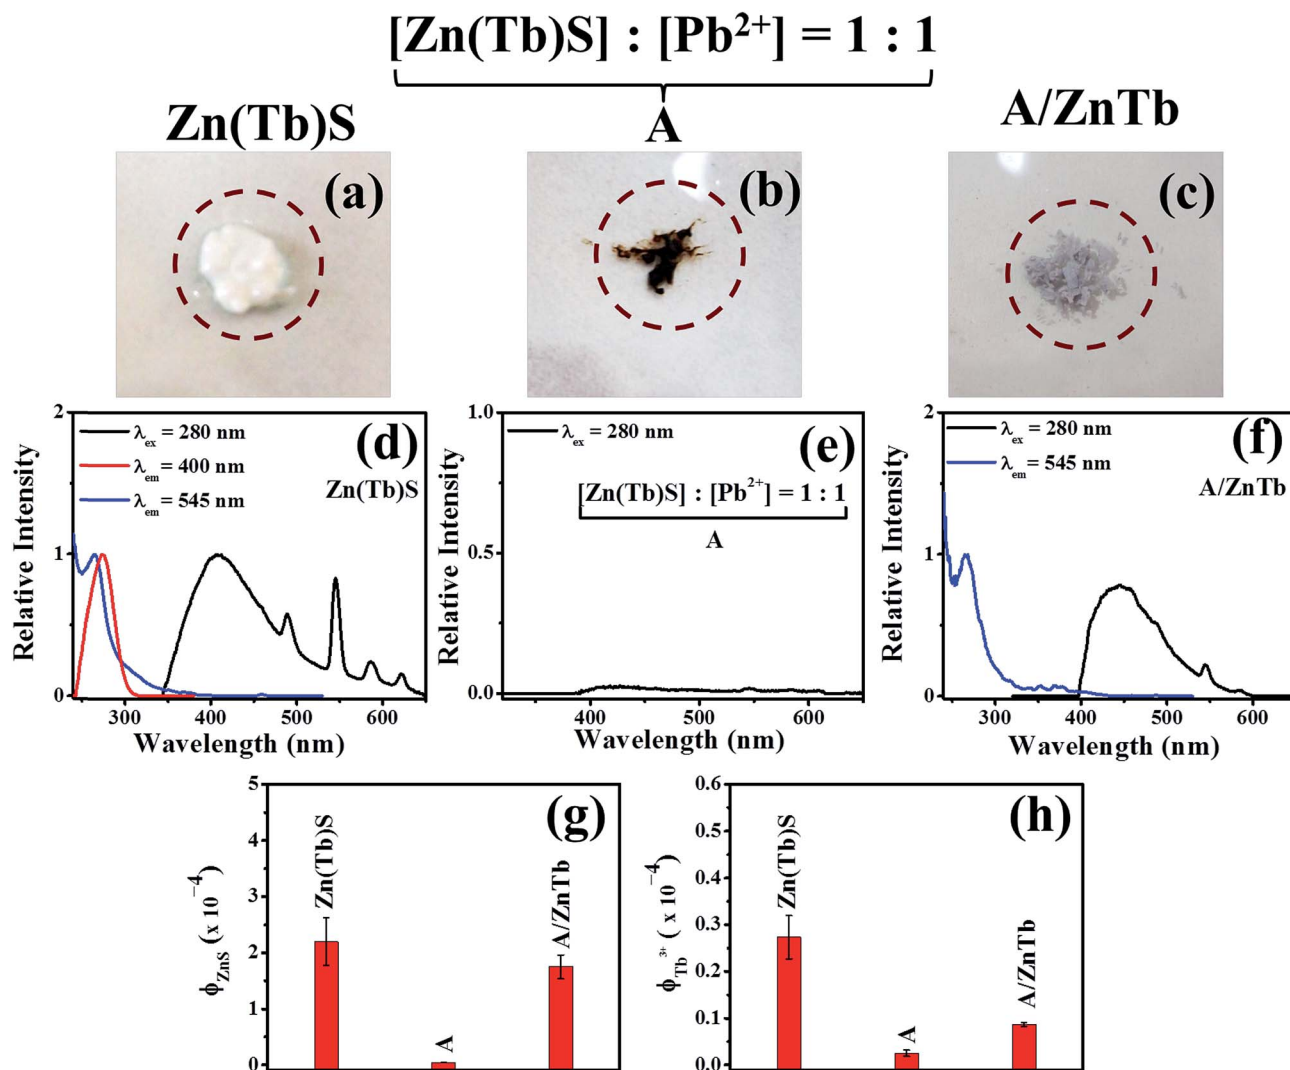 [Zn(Tb)S] : [Pb²⁺] = 1 : 1
Zn(Tb)S
A
A/ZnTb
(a)
(b)
(c)
λex = 280 nm
λem = 400 nm
λem = 545 nm
(d)
Zn(Tb)S
2
1
0
300
400
500
600
Relative Intensity
Wavelength (nm)
λex = 280 nm
(e)
[Zn(Tb)S] : [Pb²⁺] = 1 : 1
A
1.0
0.5
0.0
400
500
600
Relative Intensity
Wavelength (nm)
λex = 280 nm
λem = 545 nm
(f)
A/ZnTb
2
1
0
300
400
500
600
Relative Intensity
Wavelength (nm)
(g)
5
4
3
2
1
0
ϕZnS (x 10⁻⁴)
Zn(Tb)S
A
A/ZnTb
(h)
0.6
0.5
0.4
0.3
0.2
0.1
0.0
ϕTb³⁺ ( x 10⁻⁴)
Zn(Tb)S
A
A/ZnTb